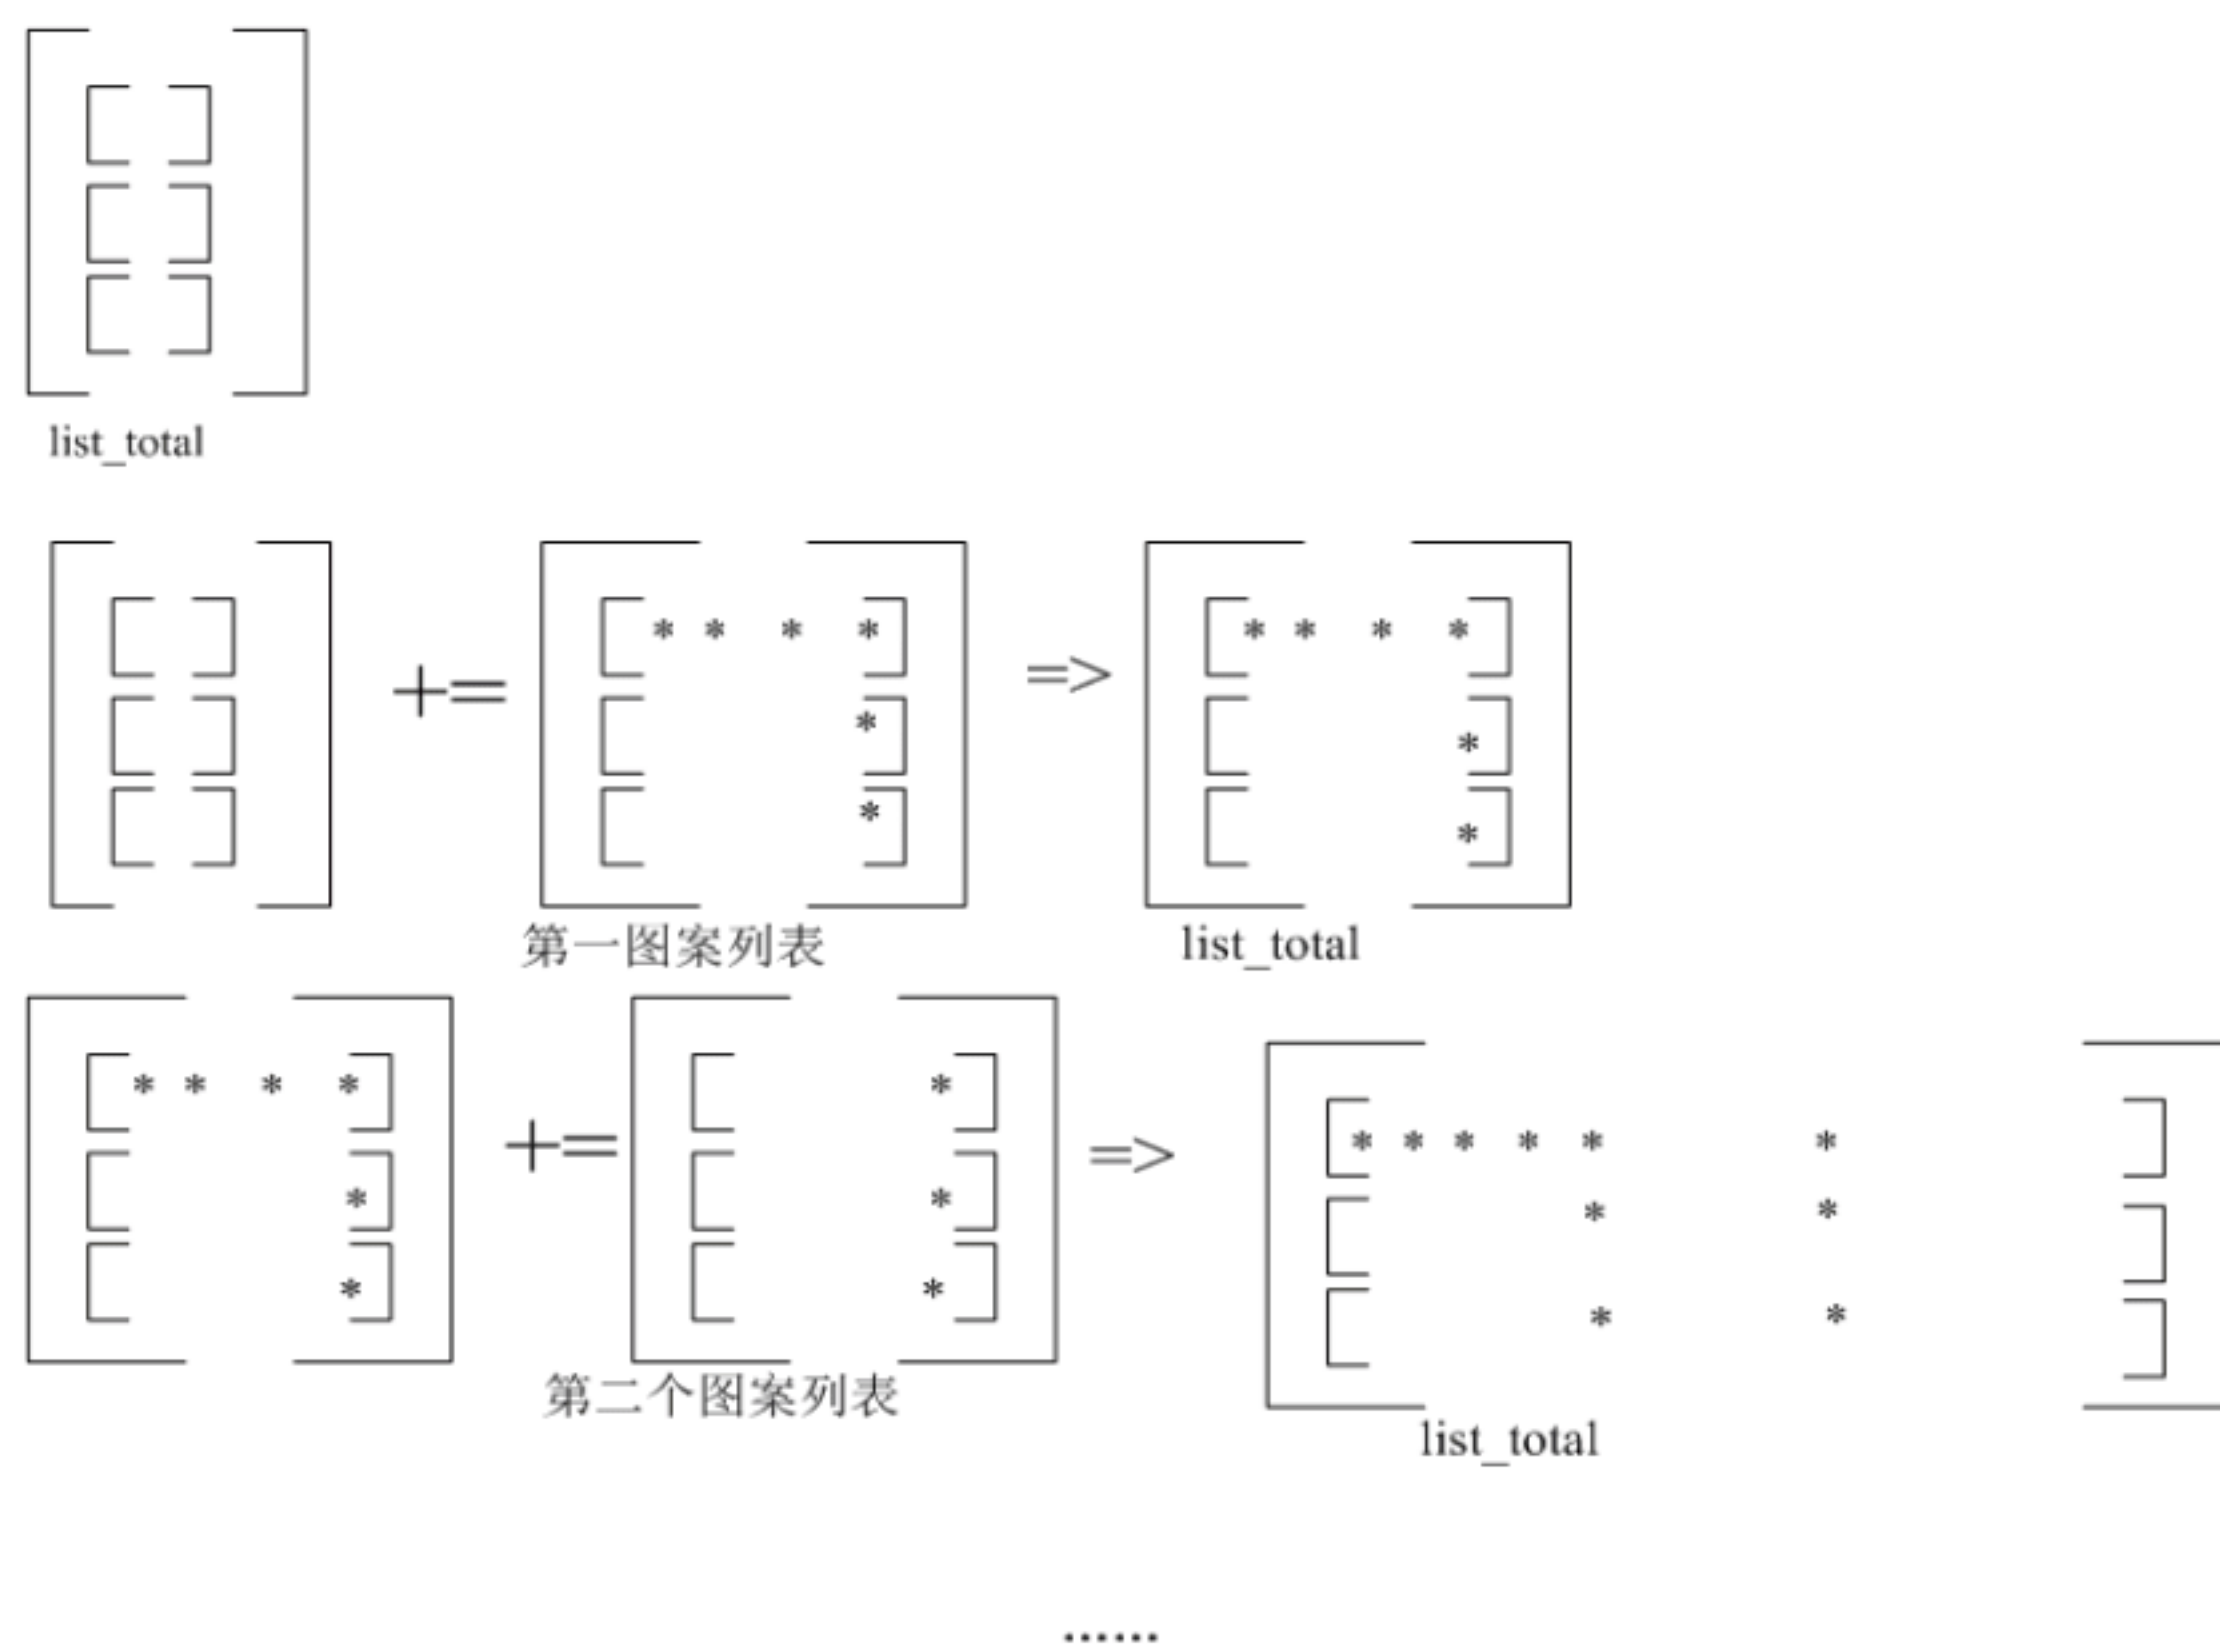 list_total
* * * *
+= * =>
*
*
*
第一图案列表 list_total
* * * * * * * * * *
+= =>
* * * *
* * * *
第二个图案列表
list_total
......